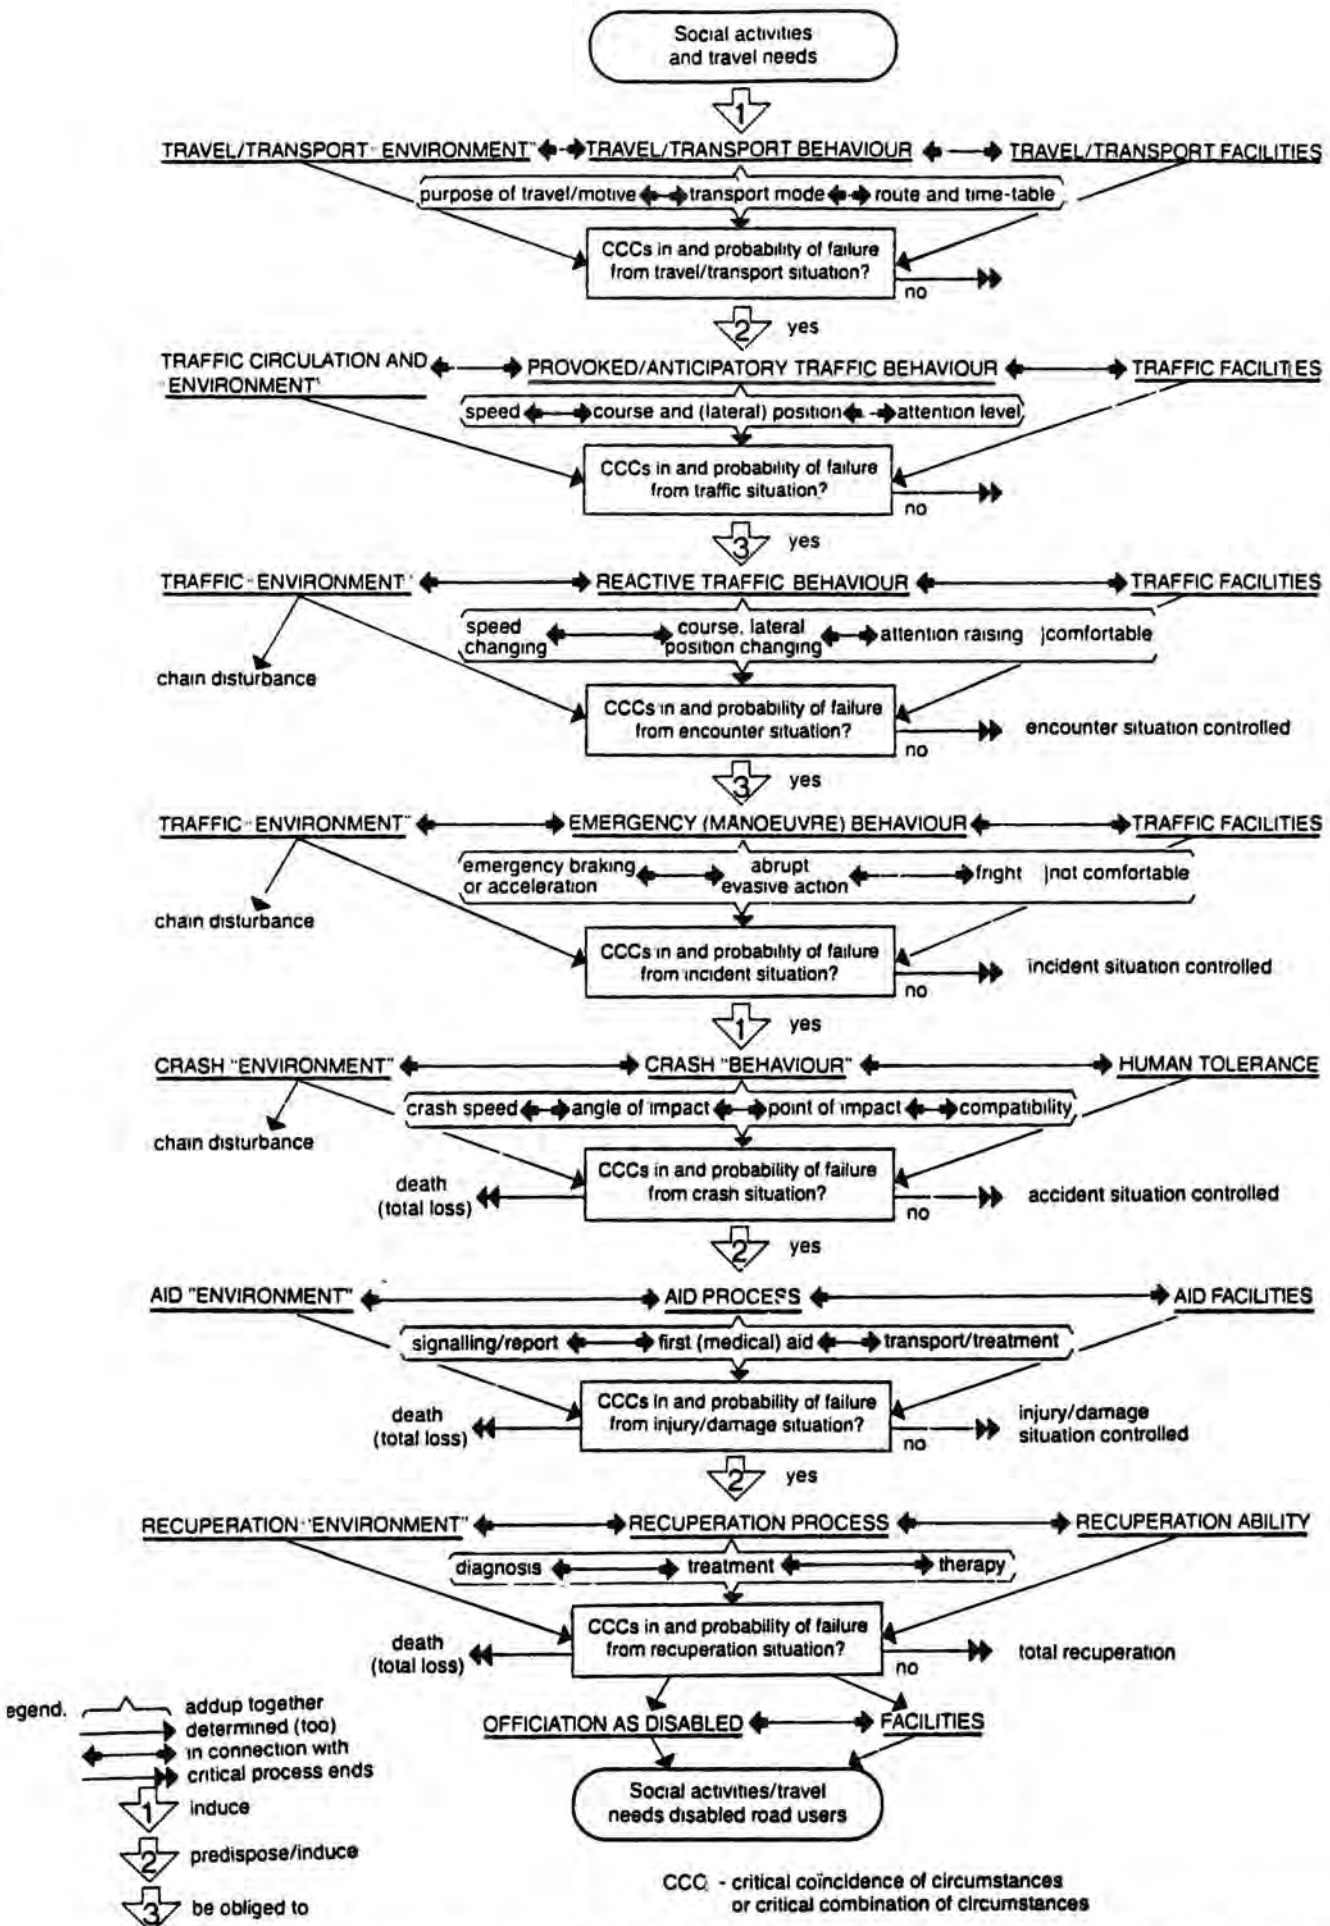 Social activities
and travel needs
1
TRAVEL/TRANSPORT "ENVIRONMENT" TRAVEL/TRANSPORT BEHAVIOUR TRAVEL/TRANSPORT FACILITIES
purpose of travel/motive transport mode route and time-table
CCCs in and probability of failure
from travel/transport situation?
no
2 yes
TRAFFIC CIRCULATION AND
"ENVIRONMENT" PROVOKED/ANTICIPATORY TRAFFIC BEHAVIOUR TRAFFIC FACILITIES
speed course and (lateral) position attention level
CCCs in and probability of failure
from traffic situation?
no
3 yes
TRAFFIC "ENVIRONMENT" REACTIVE TRAFFIC BEHAVIOUR TRAFFIC FACILITIES
speed
changing
course, lateral
position changing
attention raising
comfortable
chain disturbance
CCCs in and probability of failure
from encounter situation?
no
encounter situation controlled
3 yes
TRAFFIC "ENVIRONMENT" EMERGENCY (MANOEUVRE) BEHAVIOUR TRAFFIC FACILITIES
emergency braking
or acceleration
abrupt
evasive action
fright
not comfortable
chain disturbance
CCCs in and probability of failure
from incident situation?
no
incident situation controlled
1 yes
CRASH "ENVIRONMENT" CRASH "BEHAVIOUR" HUMAN TOLERANCE
crash speed angle of impact point of impact compatibility
chain disturbance
CCCs in and probability of failure
from crash situation?
death
(total loss)
no
accident situation controlled
2 yes
AID "ENVIRONMENT" AID PROCESS AID FACILITIES
signalling/report first (medical) aid transport/treatment
CCCs in and probability of failure
from injury/damage situation?
death
(total loss)
no
injury/damage
situation controlled
2 yes
RECUPERATION "ENVIRONMENT" RECUPERATION PROCESS RECUPERATION ABILITY
diagnosis treatment therapy
CCCs in and probability of failure
from recuperation situation?
death
(total loss)
no
total recuperation
OFFICIATION AS DISABLED FACILITIES
Social activities/travel
needs disabled road users
egend.
addup together
determined (too)
in connection with
critical process ends
1 induce
2 predispose/induce
3 be obliged to
CCC - critical coïncidence of circumstances
or critical combination of circumstances